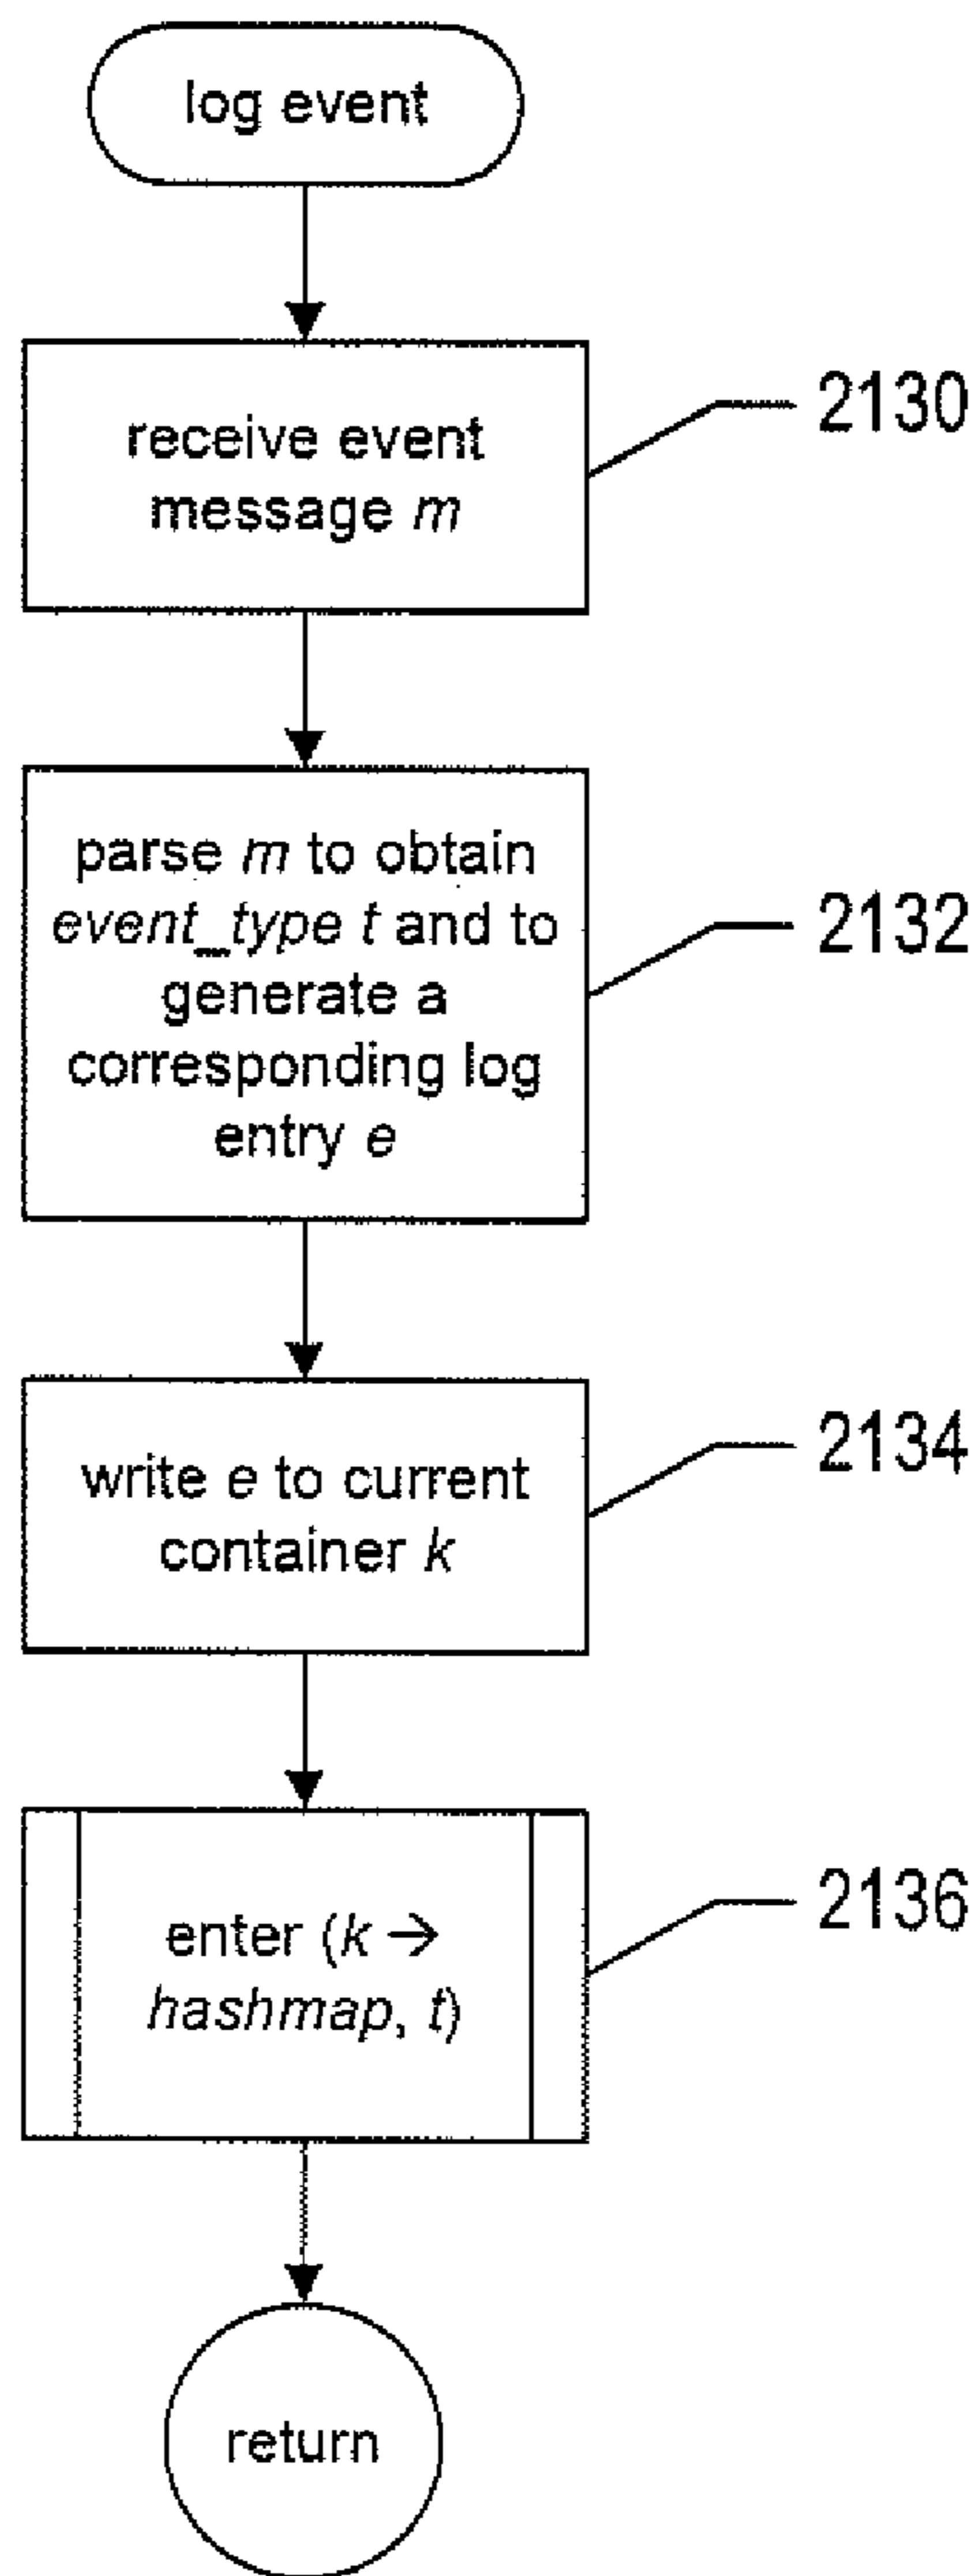 log event
receive event
message m
2130
parse m to obtain
event_type t and to
generate a
corresponding log
entry e
2132
write e to current
container k
2134
enter (k →
hashmap, t)
2136
return